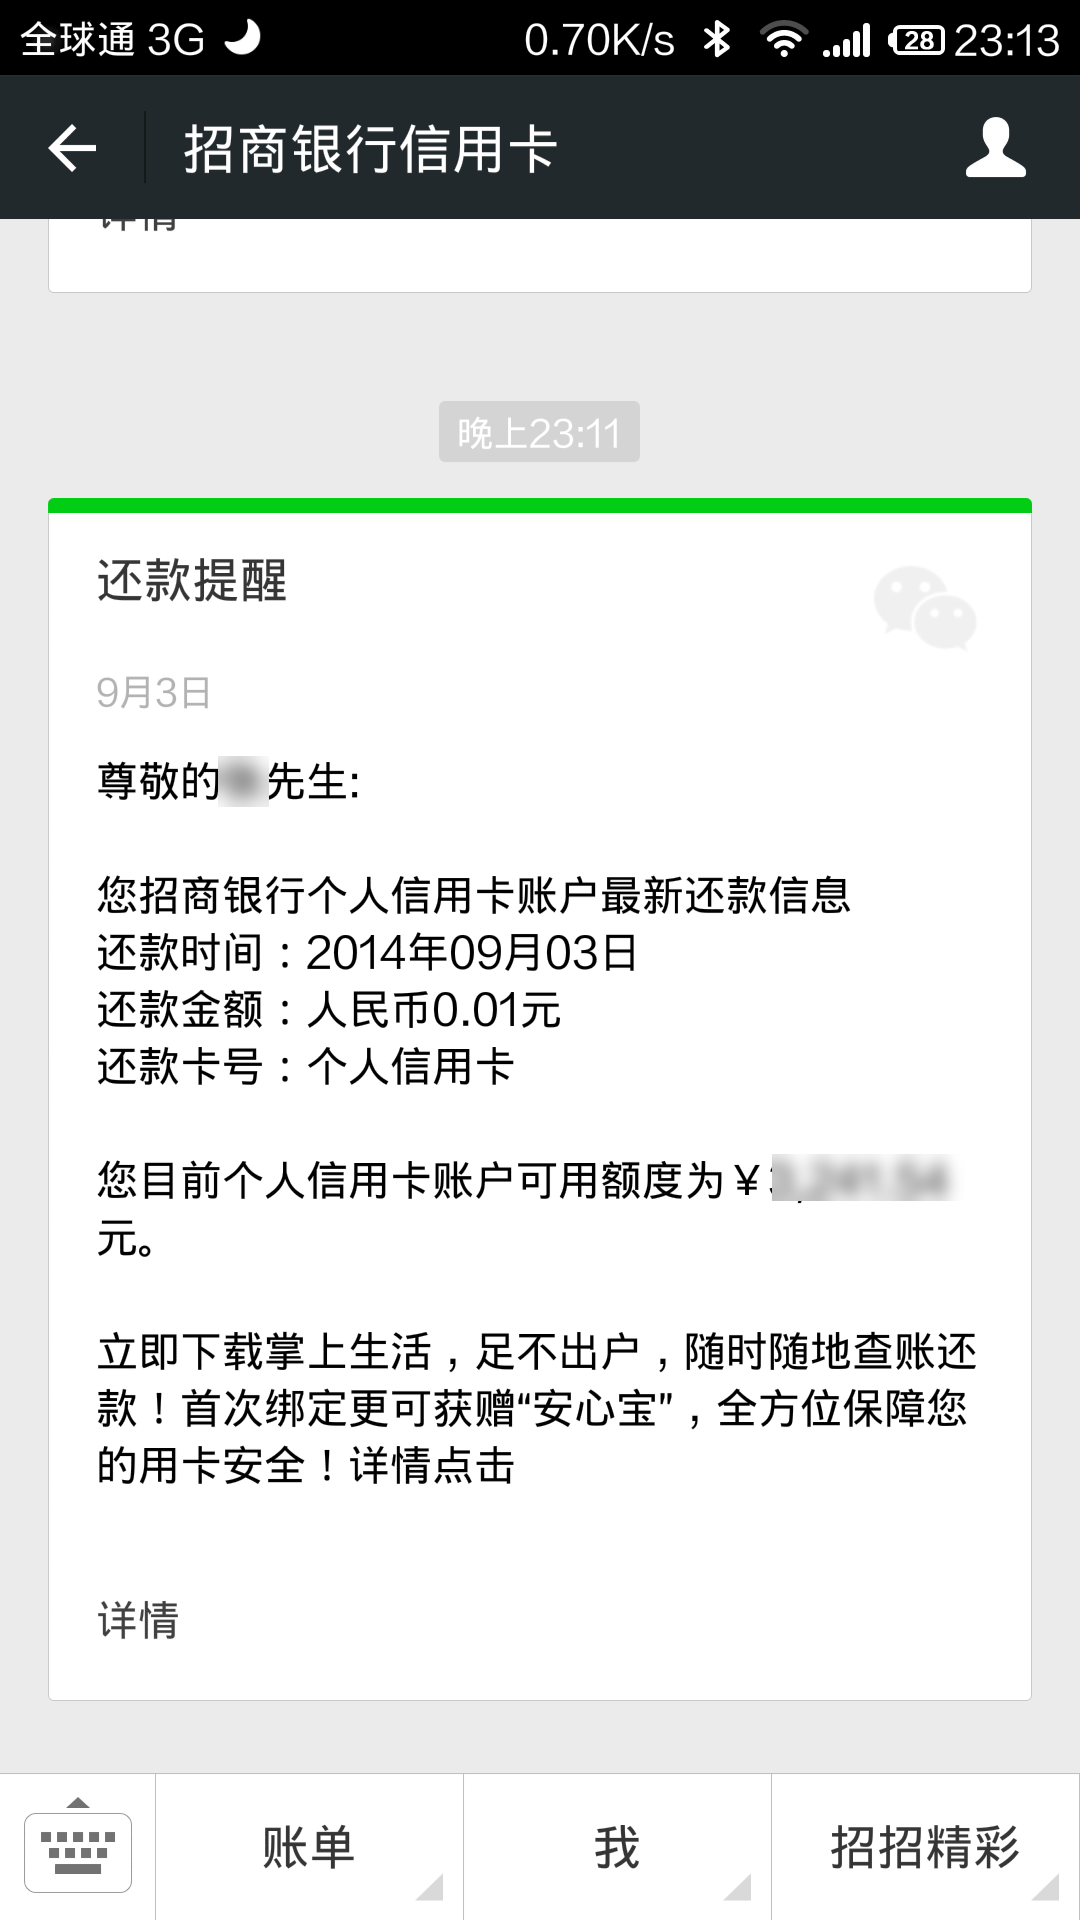 全球通 3G 0.70K/s 28 23:13
招商银行信用卡
详情
晚上23:11
还款提醒
9月3日
尊敬的先生:
您招商银行个人信用卡账户最新还款信息
还款时间：2014年09月03日
还款金额：人民币0.01元
还款卡号：个人信用卡
您目前个人信用卡账户可用额度为￥
元。
立即下载掌上生活，足不出户，随时随地查账还
款！首次绑定更可获赠“安心宝”，全方位保障您
的用卡安全！详情点击
详情
账单 我 招招精彩